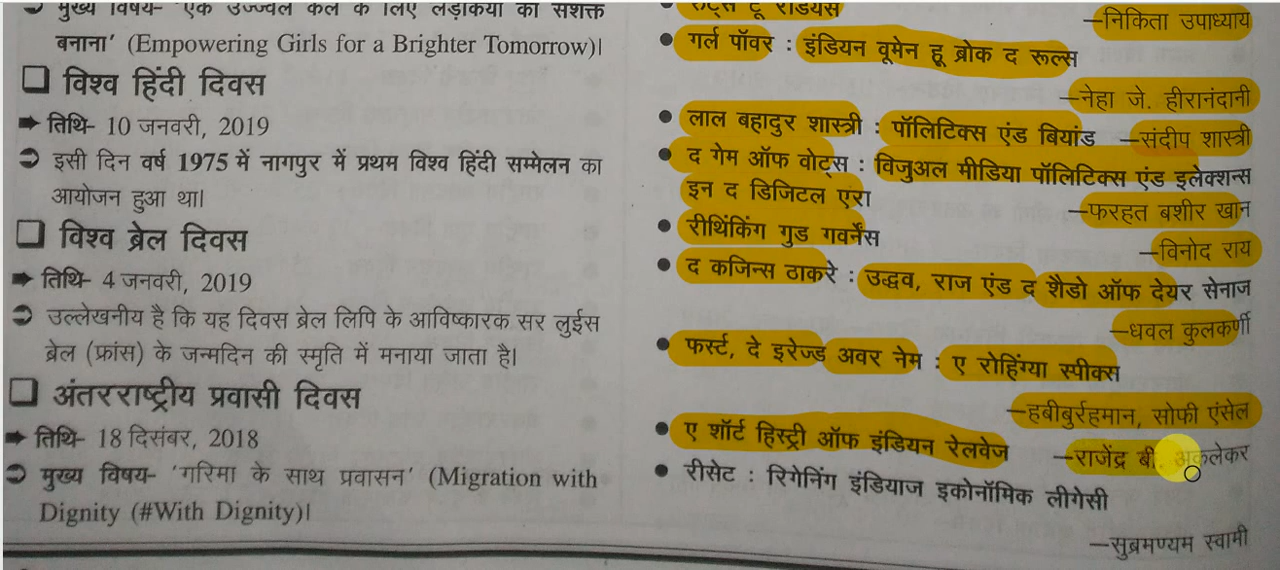 मुख्य विषय- 'एक उज्ज्वल कल के लिए लड़कियों को सशक्त
बनाना' (Empowering Girls for a Brighter Tomorrow)।
❑ विश्व हिंदी दिवस
➡ तिथि- 10 जनवरी, 2019
➲ इसी दिन वर्ष 1975 में नागपुर में प्रथम विश्व हिंदी सम्मेलन का
आयोजन हुआ था।
❑ विश्व ब्रेल दिवस
➡ तिथि- 4 जनवरी, 2019
➲ उल्लेखनीय है कि यह दिवस ब्रेल लिपि के आविष्कारक सर लुईस
ब्रेल (फ्रांस) के जन्मदिन की स्मृति में मनाया जाता है।
❑ अंतरराष्ट्रीय प्रवासी दिवस
➡ तिथि- 18 दिसंबर, 2018
➲ मुख्य विषय- 'गरिमा के साथ प्रवासन' (Migration with
Dignity (#With Dignity)।
—निकिता उपाध्याय
• गर्ल पॉवर : इंडियन वूमेन हू ब्रोक द रूल्स
—नेहा जे. हीरानंदानी
• लाल बहादुर शास्त्री : पॉलिटिक्स एंड बियांड —संदीप शास्त्री
• द गेम ऑफ वोट्स : विजुअल मीडिया पॉलिटिक्स एंड इलेक्शन्स
इन द डिजिटल एरा
—फरहत बशीर खान
• रीथिंकिंग गुड गवर्नेंस
—विनोद राय
• द कजिन्स ठाकरे : उद्धव, राज एंड द शैडो ऑफ देयर सेनाज
—धवल कुलकर्णी
• फर्स्ट, दे इरेज्ड अवर नेम : ए रोहिंग्या स्पीक्स
—हबीबुर्रहमान, सोफी एंसेल
• ए शॉर्ट हिस्ट्री ऑफ इंडियन रेलवेज —राजेंद्र बी. अकलेकर
• रीसेट : रिगेनिंग इंडियाज इकोनॉमिक लीगेसी
—सुब्रमण्यम स्वामी